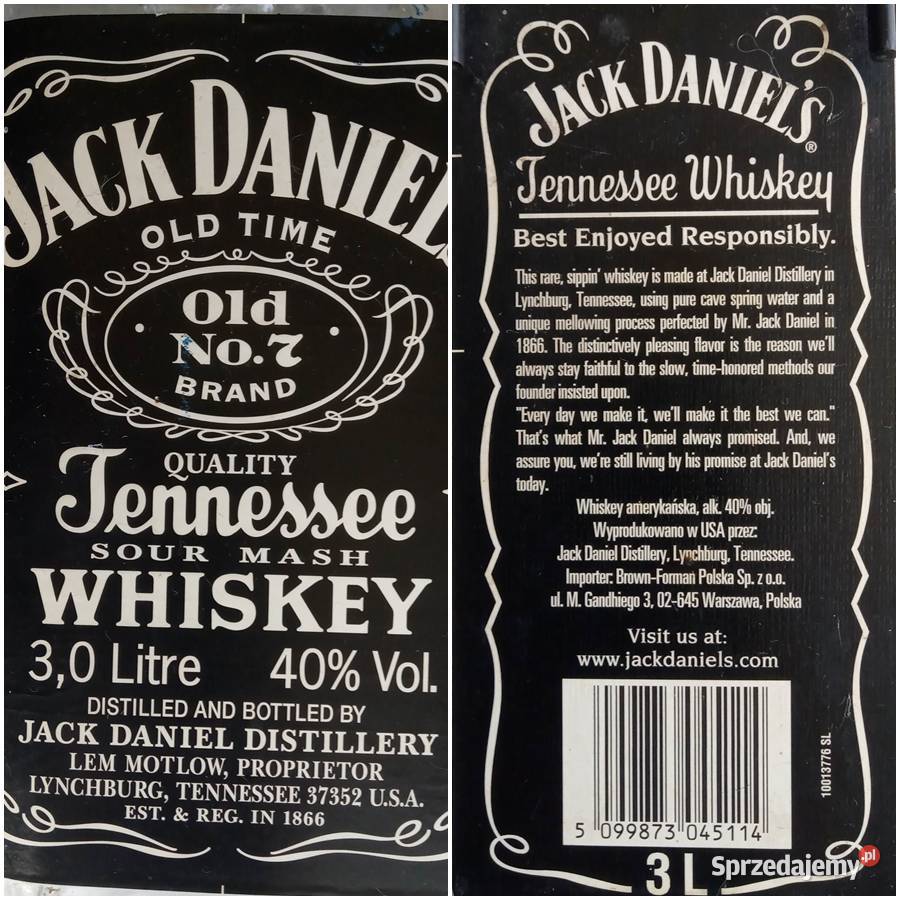 JACK DANIEL'S
OLD TIME
Old
No.7
BRAND
QUALITY
Tennessee
SOUR MASH
WHISKEY
3,0 Litre 40% Vol.
DISTILLED AND BOTTLED BY
JACK DANIEL DISTILLERY
LEM MOTLOW, PROPRIETOR
LYNCHBURG, TENNESSEE 37352 U.S.A.
EST. & REG. IN 1866
JACK DANIEL'S®
Tennessee Whiskey
Best Enjoyed Responsibly.
This rare, sippin' whiskey is made at Jack Daniel Distillery in
Lynchburg, Tennessee, using pure cave spring water and a
unique mellowing process perfected by Mr. Jack Daniel in
1866. The distinctively pleasing flavor is the reason we'll
always stay faithful to the slow, time-honored methods our
founder insisted upon.
"Every day we make it, we'll make it the best we can."
That's what Mr. Jack Daniel always promised. And, we
assure you, we're still living by his promise at Jack Daniel's
today.
Whiskey amerykańska, alk. 40% obj.
Wyprodukowano w USA przez:
Jack Daniel Distillery, Lynchburg, Tennessee.
Importer: Brown-Forman Polska Sp. z o.o.
ul. M. Gandhiego 3, 02-645 Warszawa, Polska
Visit us at:
www.jackdaniels.com
10013776 SL
5 099873 045114
3 L
Sprzedajemy.pl